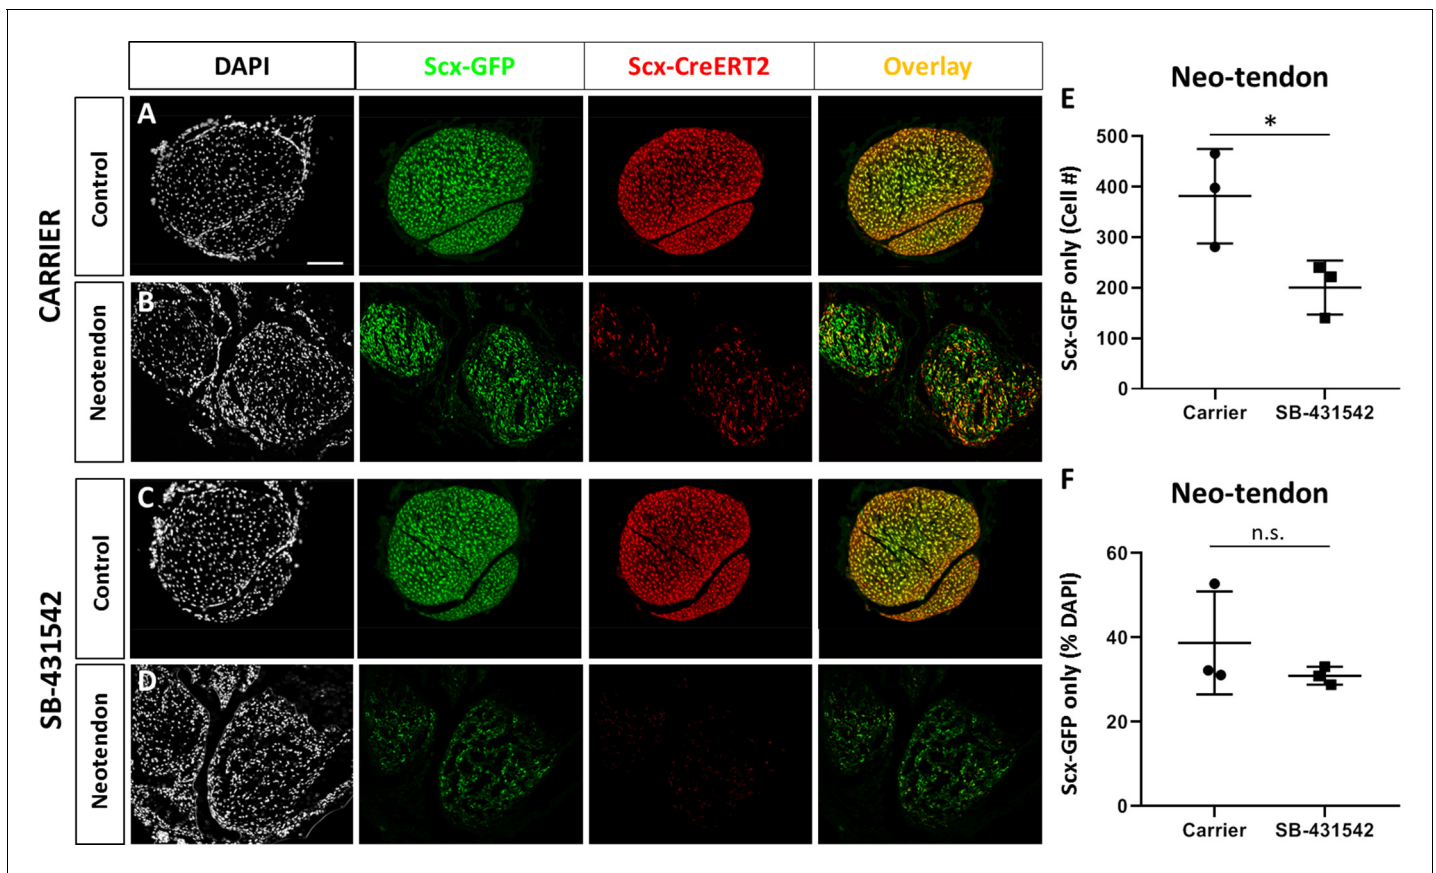 DAPI
Scx-GFP
Scx-CreERT2
Overlay
CARRIER
Control
A
Neotendon
B
SB-431542
Control
C
Neotendon
D
E
Neo-tendon
*
Scx-GFP only (Cell #)
500
400
300
200
100
0
Carrier
SB-431542
F
Neo-tendon
n.s.
Scx-GFP only (% DAPI)
60
40
20
0
Carrier
SB-431542